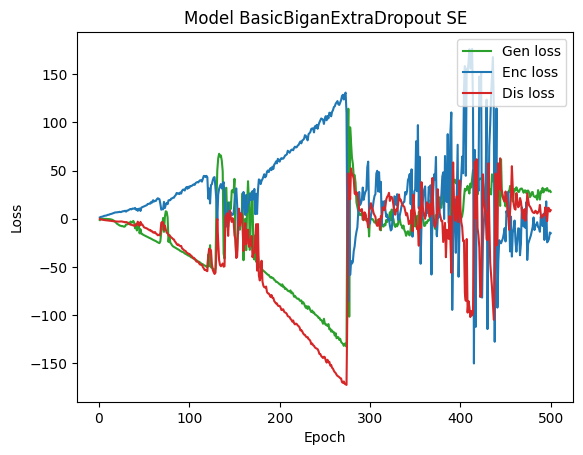 Model BasicBiganExtraDropout SE
Gen loss
Enc loss
Dis loss
Loss
150
100
50
0
−50
−100
−150
0
100
200
300
400
500
Epoch